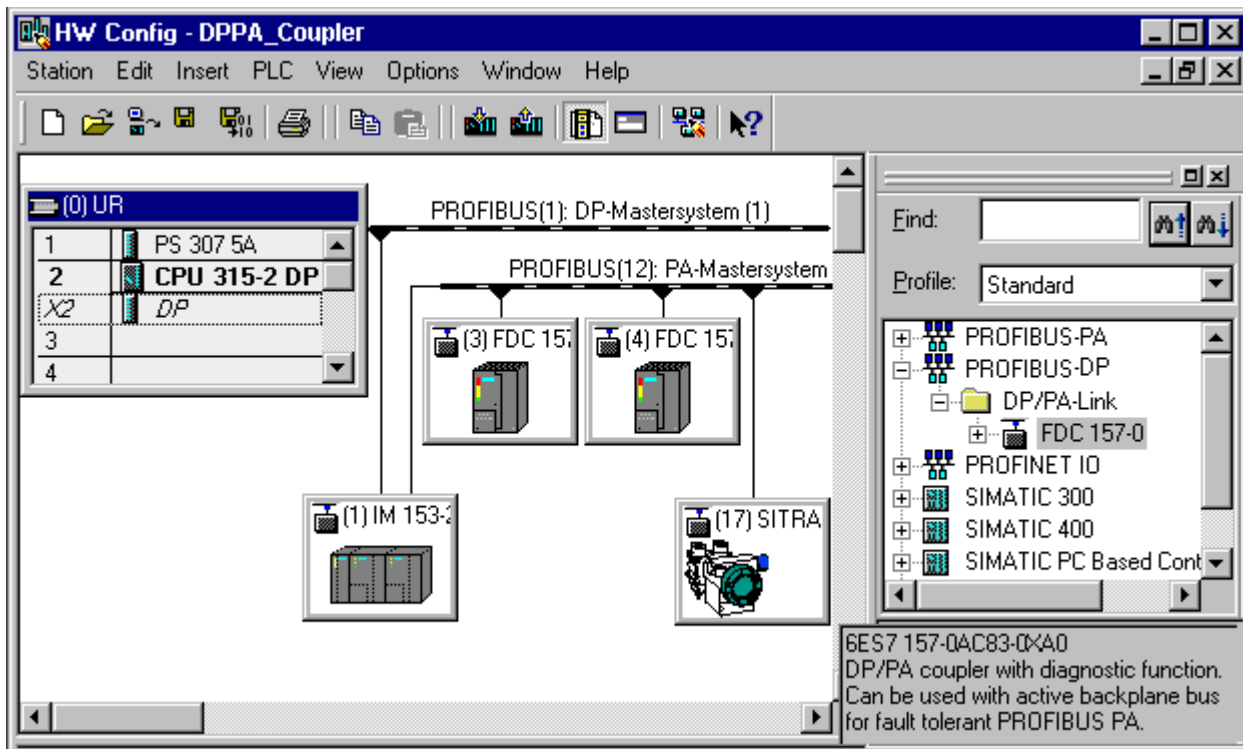 HW Config - DPPA_Coupler
Station Edit Insert PLC View Options Window Help
(0) UR
1 PS 307 5A
2 CPU 315-2 DP
X2 DP
3
4
PROFIBUS(1): DP-Mastersystem (1)
PROFIBUS(12): PA-Mastersystem
(3) FDC 157
(4) FDC 157
(1) IM 153-2
(17) SITRA
Find:
Profile: Standard
PROFIBUS-PA
PROFIBUS-DP
DP/PA-Link
FDC 157-0
PROFINET IO
SIMATIC 300
SIMATIC 400
SIMATIC PC Based Cont
6ES7 157-0AC83-0XA0
DP/PA coupler with diagnostic function.
Can be used with active backplane bus
for fault tolerant PROFIBUS PA.